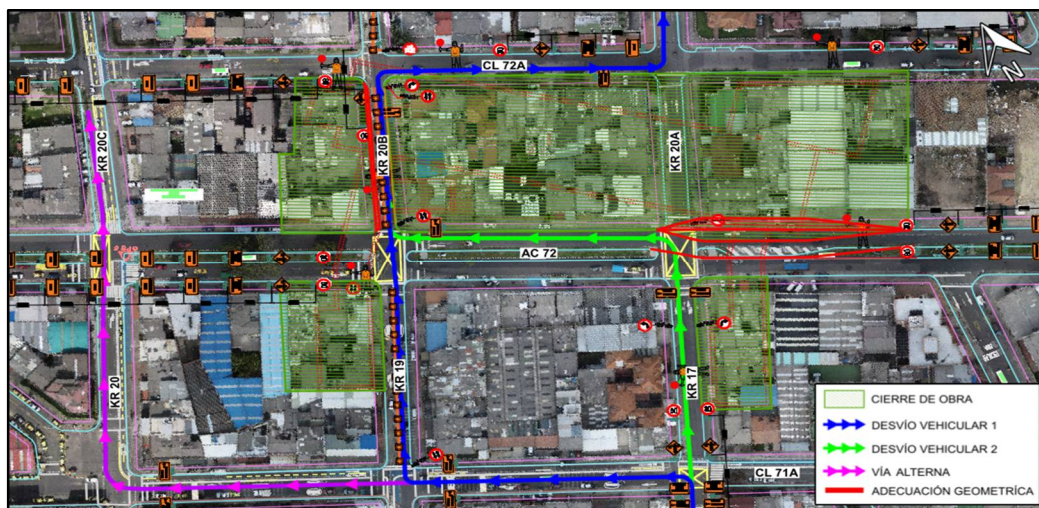 CL 72A
N
KR 20C
KR 20B
KR 20A
AC 72
KR 20
KR 19
KR 17
CL 71A
CIERRE DE OBRA
DESVÍO VEHICULAR 1
DESVÍO VEHICULAR 2
VÍA ALTERNA
ADECUACIÓN GEOMETRÍCA